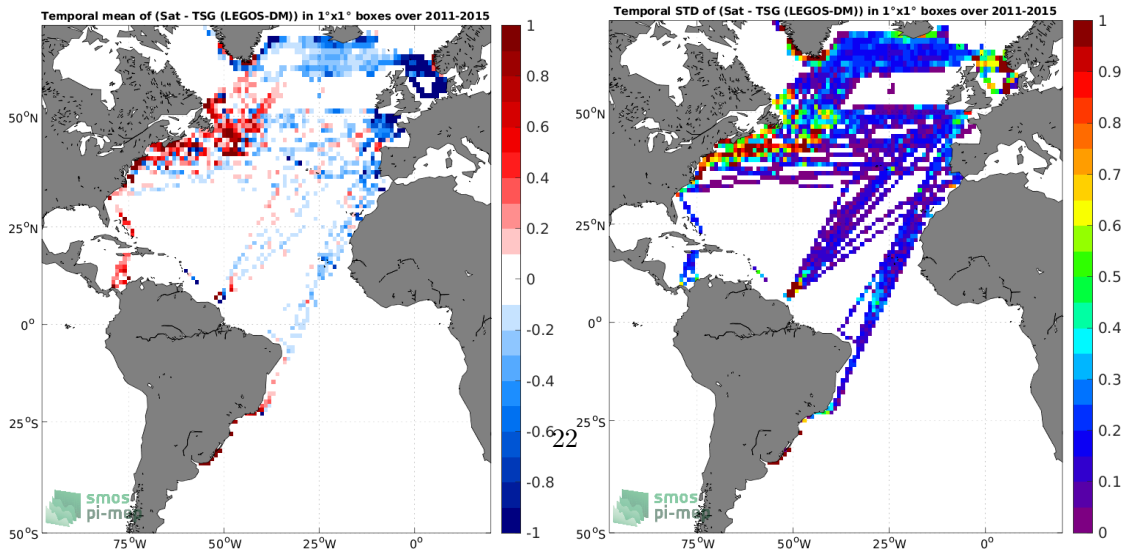 Temporal mean of (Sat - TSG (LEGOS-DM)) in 1°x1° boxes over 2011-2015
50°N
25°N
0°
25°S
50°S
75°W
50°W
25°W
0°
1
0.8
0.6
0.4
0.2
0
-0.2
-0.4
-0.6
-0.8
-1
smos
pi-me
22
Temporal STD of (Sat - TSG (LEGOS-DM)) in 1°x1° boxes over 2011-2015
50°N
25°N
0°
25°S
50°S
75°W
50°W
25°W
0°
1
0.9
0.8
0.7
0.6
0.5
0.4
0.3
0.2
0.1
0
smos
pi-me